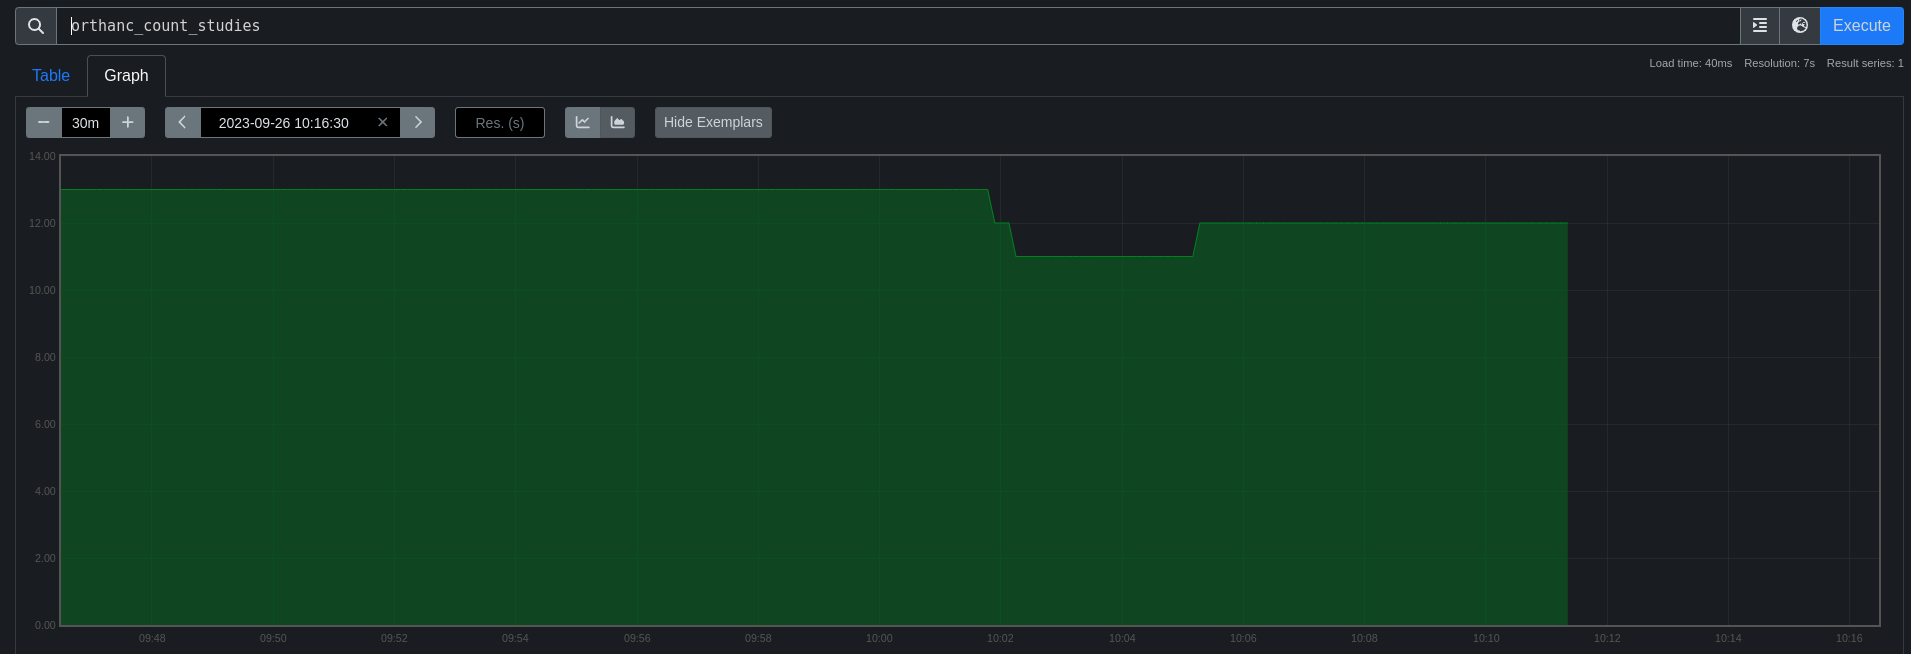 orthanc_count_studies
Execute
Table Graph
Load time: 40ms Resolution: 7s Result series: 1
30m 2023-09-26 10:16:30 Res. (s) Hide Exemplars
14.00
12.00
10.00
8.00
6.00
4.00
2.00
0.00
09:48 09:50 09:52 09:54 09:56 09:58 10:00 10:02 10:04 10:06 10:08 10:10 10:12 10:14 10:16